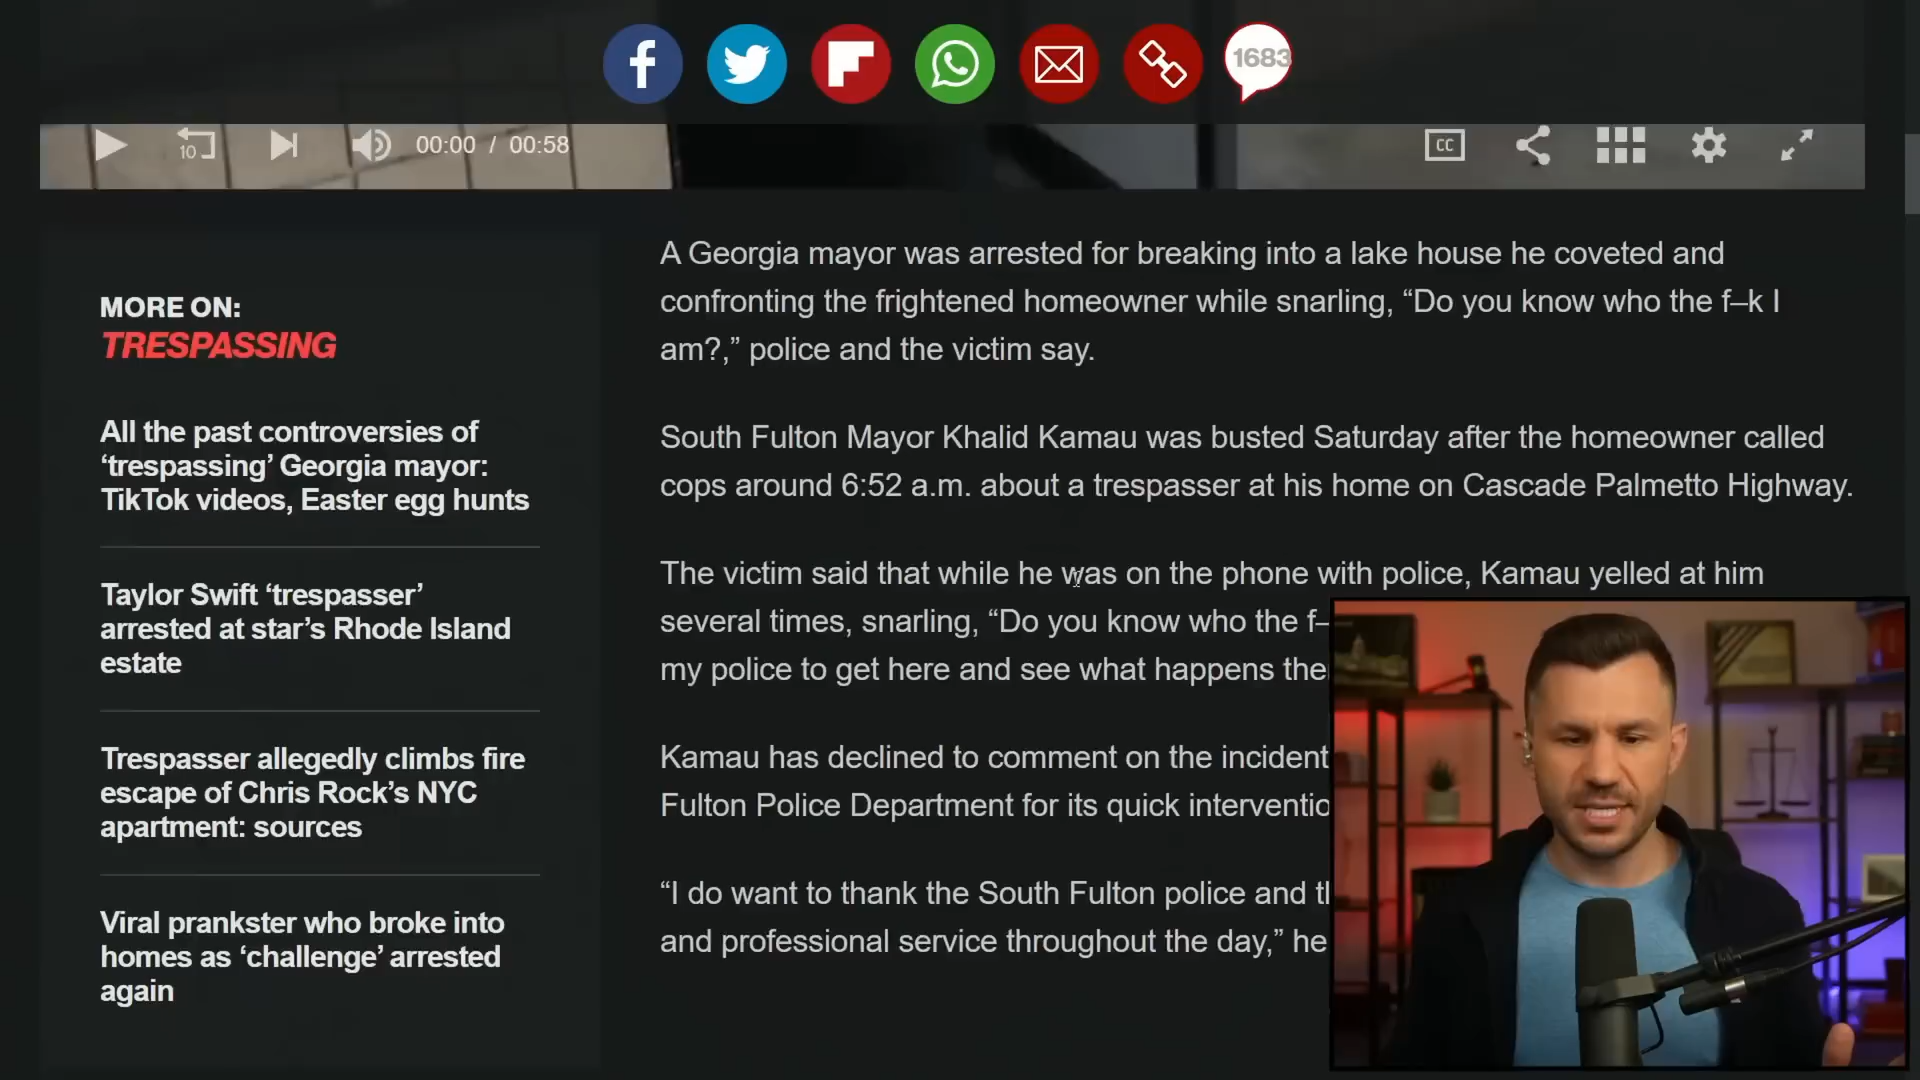 1683
10
00:00 / 00:58
CC
MORE ON:
TRESPASSING
All the past controversies of
‘trespassing’ Georgia mayor:
TikTok videos, Easter egg hunts
Taylor Swift ‘trespasser’
arrested at star’s Rhode Island
estate
Trespasser allegedly climbs fire
escape of Chris Rock’s NYC
apartment: sources
Viral prankster who broke into
homes as ‘challenge’ arrested
again
A Georgia mayor was arrested for breaking into a lake house he coveted and
confronting the frightened homeowner while snarling, “Do you know who the f–k I
am?,” police and the victim say.
South Fulton Mayor Khalid Kamau was busted Saturday after the homeowner called
cops around 6:52 a.m. about a trespasser at his home on Cascade Palmetto Highway.
The victim said that while he was on the phone with police, Kamau yelled at him
several times, snarling, “Do you know who the f–
my police to get here and see what happens
Kamau has declined to comment on the incident
Fulton Police Department for its quick
“I do want to thank the South Fulton police and
and professional service throughout the day,” he